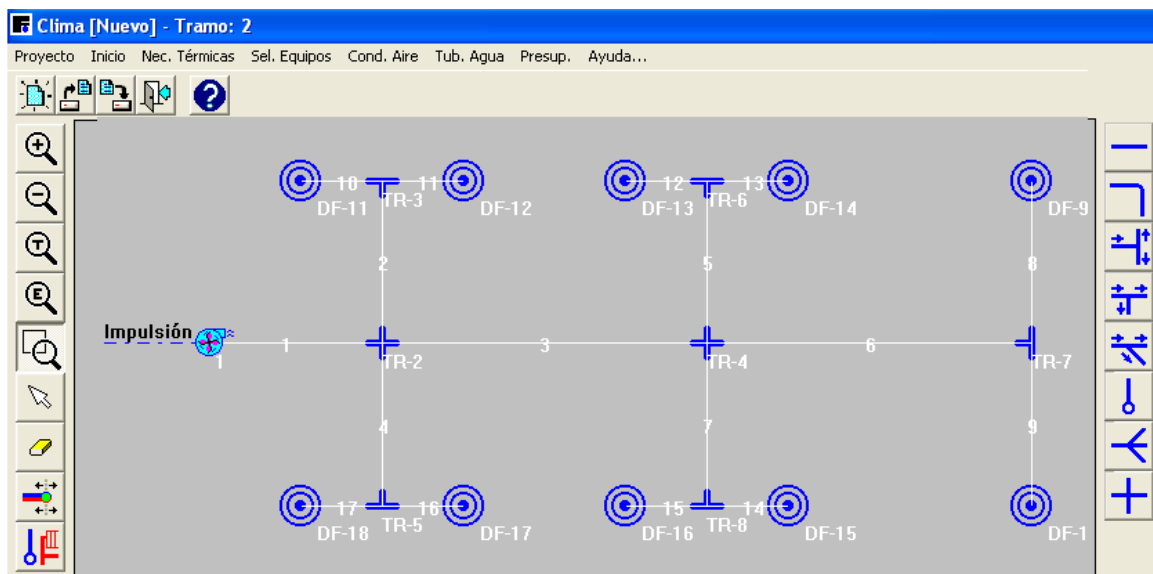 Clima [Nuevo] - Tramo: 2
Proyecto Inicio Nec. Térmicas Sel. Equipos Cond. Aire Tub. Agua Presup. Ayuda...
10 11 12 13
DF-11 TR-3 DF-12 DF-13 TR-6 DF-14 DF-9
2 5 8
Impulsión
1 1 3 6
TR-2 TR-4 TR-7
4 7 9
17 16 15 14
DF-18 TR-5 DF-17 DF-16 TR-8 DF-15 DF-1
T
E